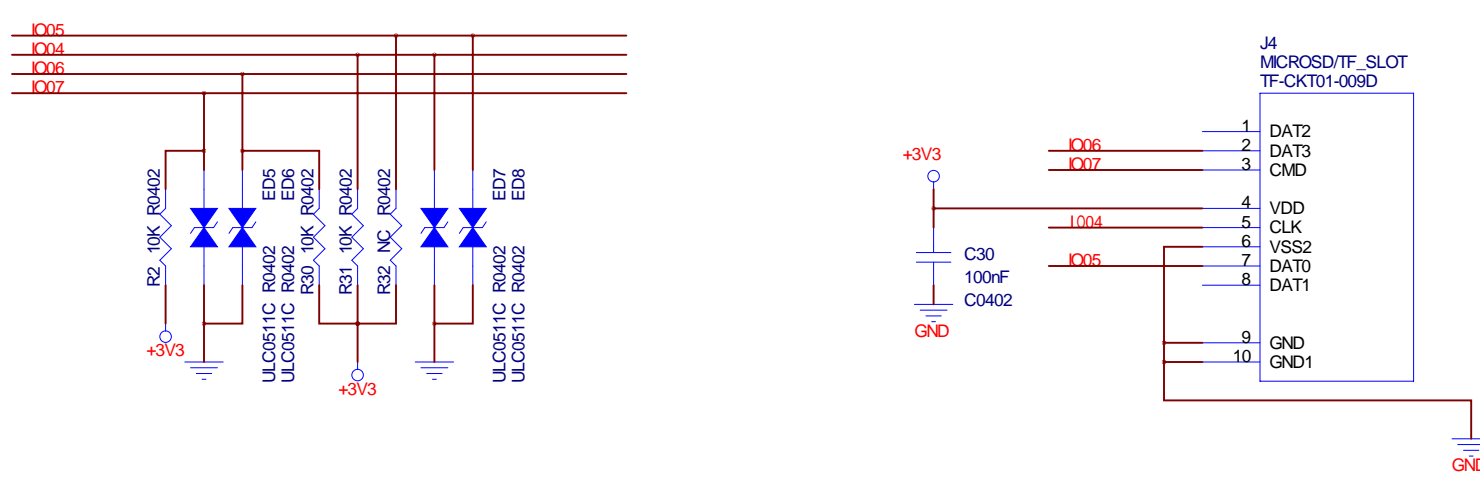 IO05
IO04
IO06
IO07
R2 10K R0402
ULC0511C R0402 ED5
ULC0511C R0402 ED6
R30 10K R0402
R31 10K R0402
R32 NC R0402
ULC0511C R0402 ED7
ULC0511C R0402 ED8
+3V3
+3V3
J4
MICROSD/TF_SLOT
TF-CKT01-009D
1 DAT2
IO06 2 DAT3
IO07 3 CMD
+3V3
4 VDD
IO04 5 CLK
6 VSS2
IO05 7 DAT0
8 DAT1
9 GND
10 GND1
C30
100nF
C0402
GND
GND